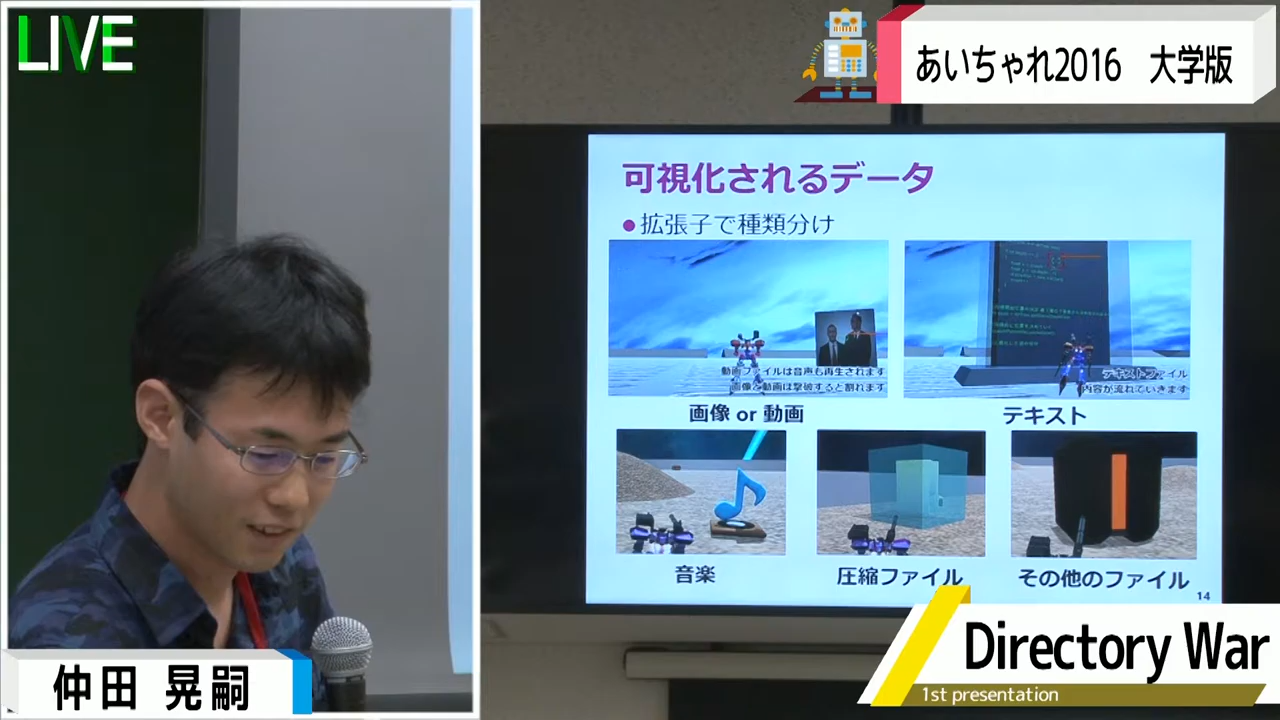 LIVE
あいちゃれ2016　大学版
可視化されるデータ
●拡張子で種類分け
動画ファイルは音声も再生されます
画像と動画は撃破すると割れます
テキストファイル
内容が流れていきます
画像 or 動画
テキスト
音楽
圧縮ファイル
その他のファイル
14
仲田 晃嗣
Directory War
1st presentation